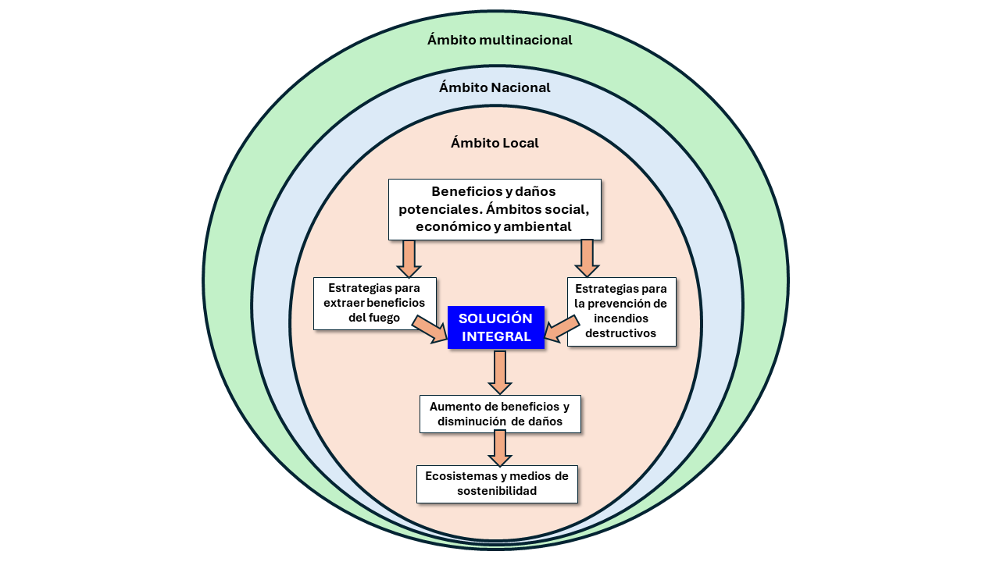 Ámbito multinacional
Ámbito Nacional
Ámbito Local
Beneficios y daños
potenciales. Ámbitos social,
económico y ambiental
Estrategias para
extraer beneficios
del fuego
Estrategias para
la prevención de
incendios
destructivos
SOLUCIÓN
INTEGRAL
Aumento de beneficios y
disminución de daños
Ecosistemas y medios de
sostenibilidad